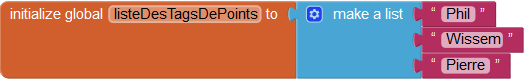 initialize global listeDesTagsDePoints to make a list " Phil "
" Wissem "
" Pierre "